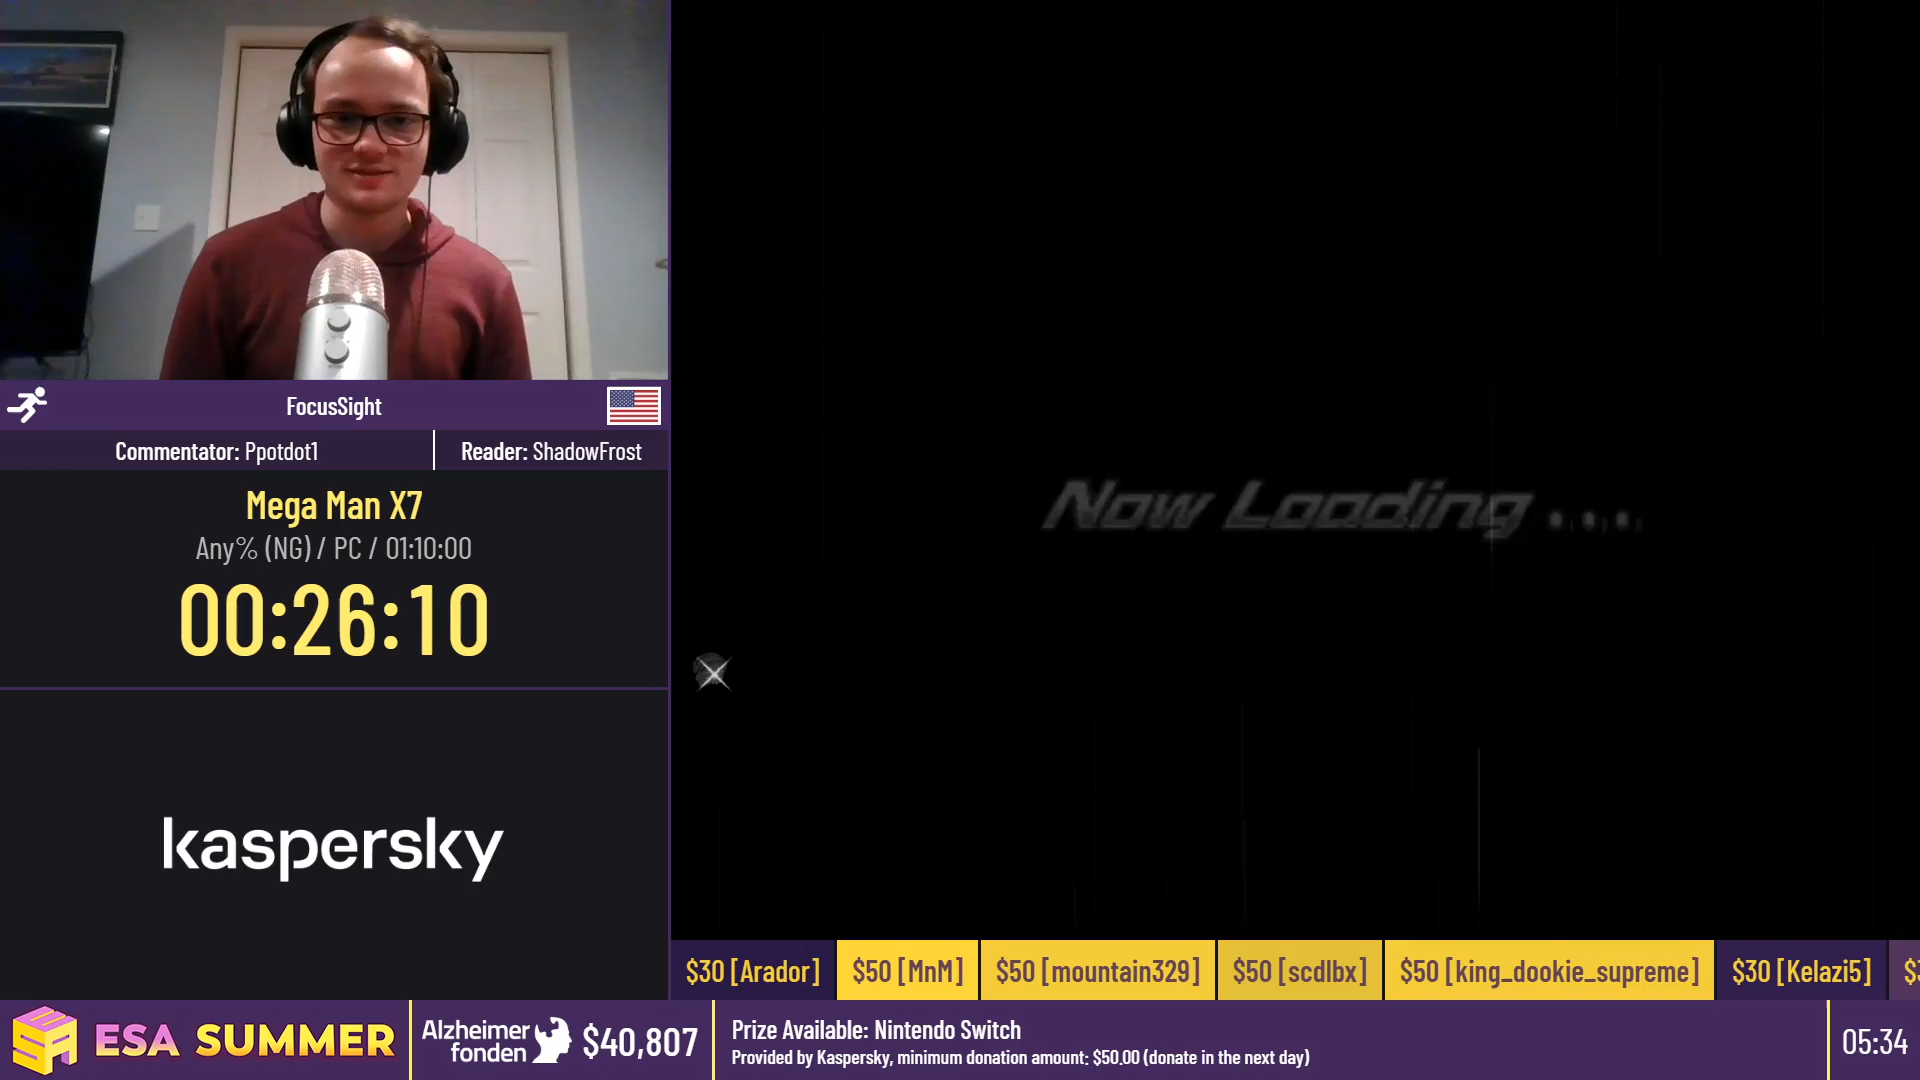 FocusSight
Commentator: Ppotdot1
Reader: ShadowFrost
Mega Man X7
Any% (NG) / PC / 01:10:00
00:26:10
kaspersky
Now Loading ....
$30 [Arador]
$50 [MnM]
$50 [mountain329]
$50 [scdlbx]
$50 [king_dookie_supreme]
$30 [Kelazi5]
ESA SUMMER
Alzheimer
fonden
$40,807
Prize Available: Nintendo Switch
Provided by Kaspersky, minimum donation amount: $50.00 (donate in the next day)
05:34